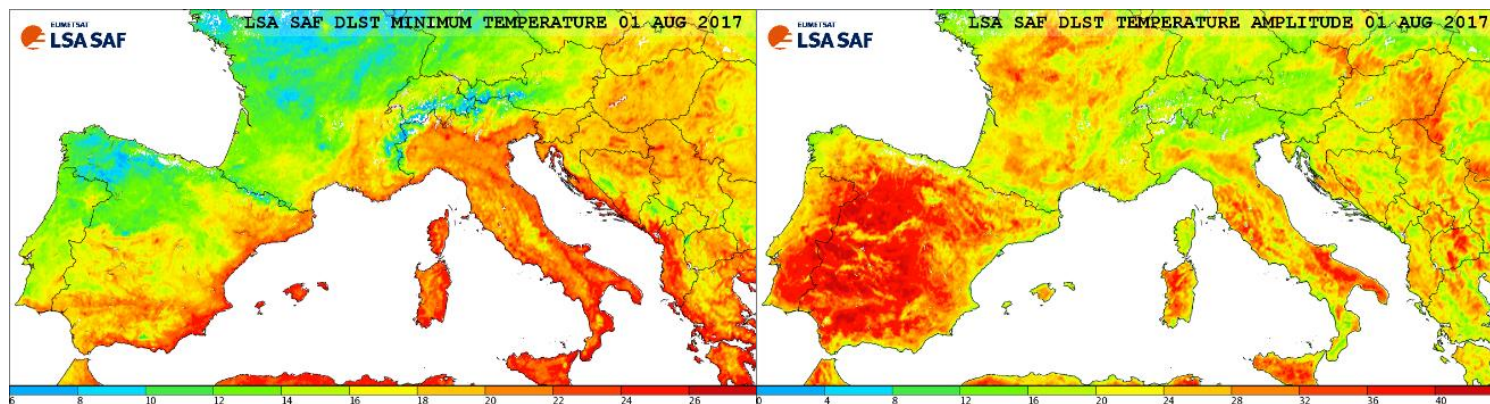 LSA SAF DLST MINIMUM TEMPERATURE 01 AUG 2017
EUMETSAT
LSA SAF
6 8 10 12 14 16 18 20 22 24 26
LSA SAF DLST TEMPERATURE AMPLITUDE 01 AUG 2017
EUMETSAT
LSA SAF
0 4 8 12 16 20 24 28 32 36 40